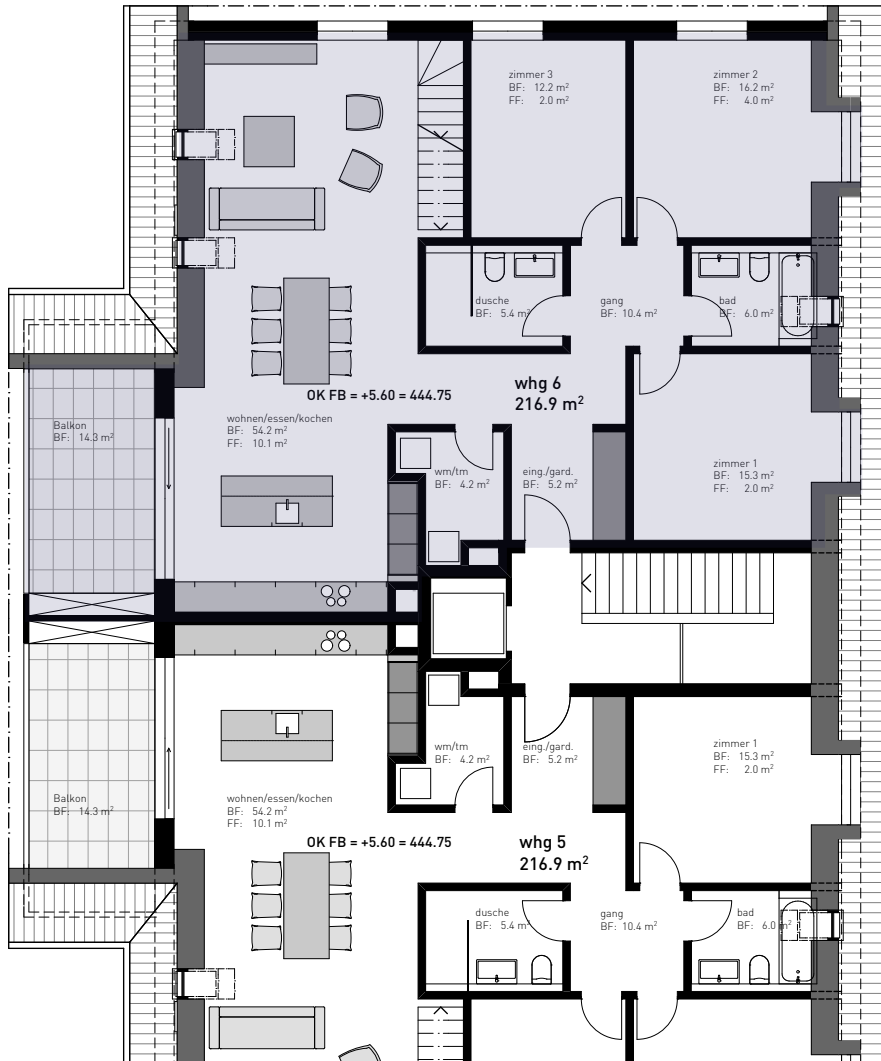 zimmer 3
BF: 12.2 m²
FF: 2.0 m²
zimmer 2
BF: 16.2 m²
FF: 4.0 m²
dusche
BF: 5.4 m²
gang
BF: 10.4 m²
bad
BF: 6.0 m²
whg 6
216.9 m²
OK FB = +5.60 = 444.75
wohnen/essen/kochen
BF: 54.2 m²
FF: 10.1 m²
Balkon
BF: 14.3 m²
wm/tm
BF: 4.2 m²
eing./gard.
BF: 5.2 m²
zimmer 1
BF: 15.3 m²
FF: 2.0 m²
wm/tm
BF: 4.2 m²
eing./gard.
BF: 5.2 m²
zimmer 1
BF: 15.3 m²
FF: 2.0 m²
Balkon
BF: 14.3 m²
wohnen/essen/kochen
BF: 54.2 m²
FF: 10.1 m²
OK FB = +5.60 = 444.75
whg 5
216.9 m²
dusche
BF: 5.4 m²
gang
BF: 10.4 m²
bad
BF: 6.0 m²